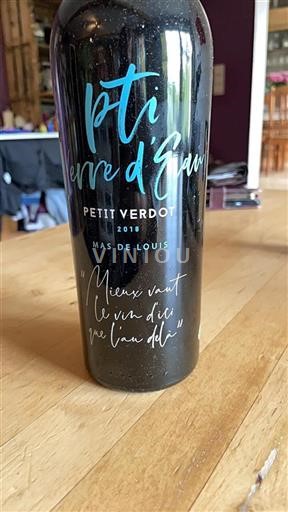 pti
erre d'Eau
PETIT VERDOT
2018
MAS DE LOUIS
VINIOU
"Mieux vaut
le vin d'ici
que l'au delà"